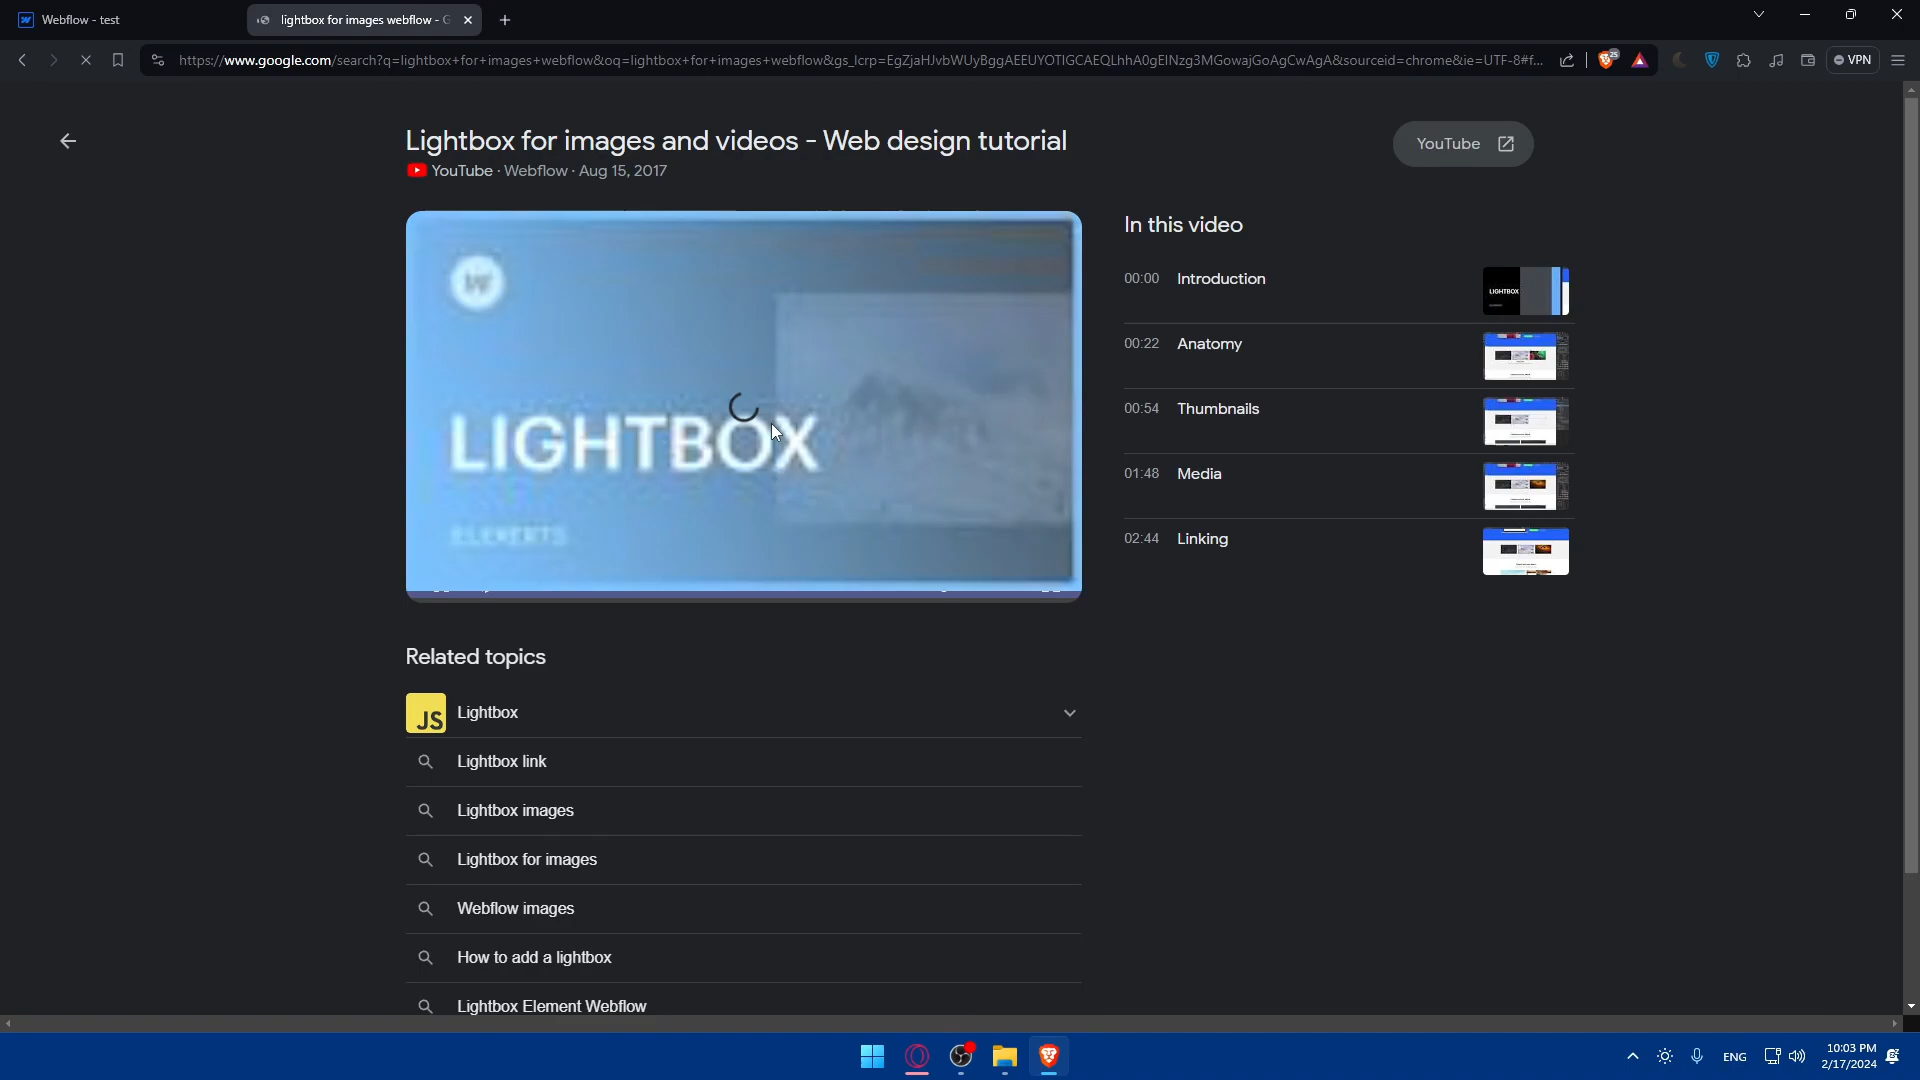 Webflow - test
lightbox for images webflow - G
https://www.google.com/search?q=lightbox+for+images+webflow&oq=lightbox+for+images+webflow&gs_lcrp=EgZjaHJvbWUyBggAEEUYOTIGCAEQLhhA0gEINzg3MGowajGoAgCwAgA&sourceid=chrome&ie=UTF-8#f...
25
VPN
Lightbox for images and videos - Web design tutorial
YouTube · Webflow · Aug 15, 2017
YouTube
LIGHTBOX
ELEMENTS
In this video
00:00 Introduction
LIGHTBOX
00:22 Anatomy
00:54 Thumbnails
01:48 Media
02:44 Linking
Related topics
JS Lightbox
Lightbox link
Lightbox images
Lightbox for images
Webflow images
How to add a lightbox
Lightbox Element Webflow
ENG
10:03 PM
2/17/2024